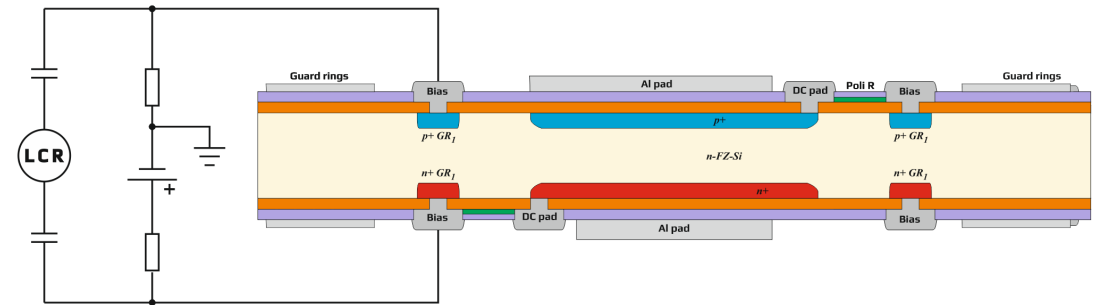 Guard rings
Bias
Al pad
DC pad
Poli R
Bias
Guard rings
p+
p+ GR1
p+ GR1
LCR
n-FZ-Si
+
n+ GR1
n+ GR1
n+
Bias
DC pad
Al pad
Bias